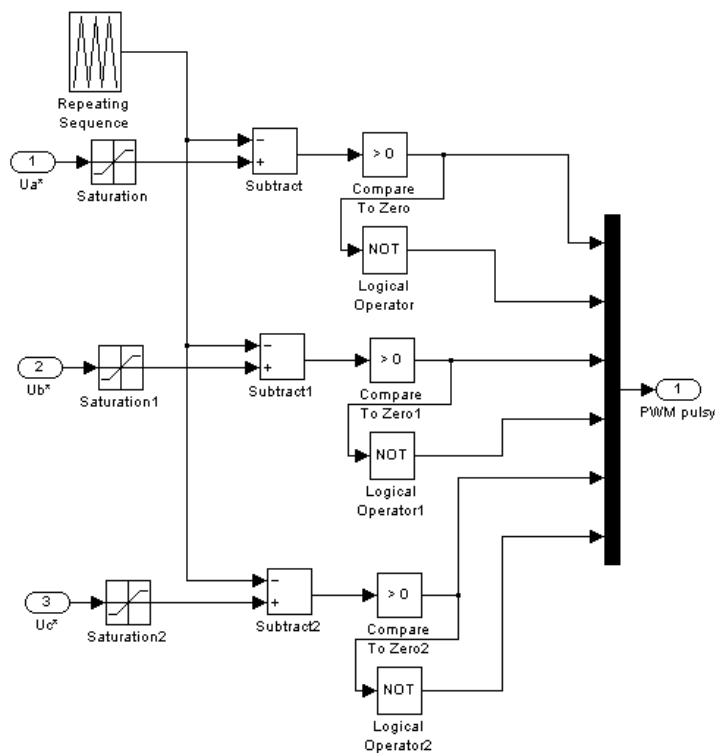 Repeating
Sequence
1
Ua*
Saturation
−
+
Subtract
> 0
Compare
To Zero
NOT
Logical
Operator
2
Ub*
Saturation1
−
+
Subtract1
> 0
Compare
To Zero1
NOT
Logical
Operator1
1
PWM pulsy
3
Uc*
Saturation2
−
+
Subtract2
> 0
Compare
To Zero2
NOT
Logical
Operator2